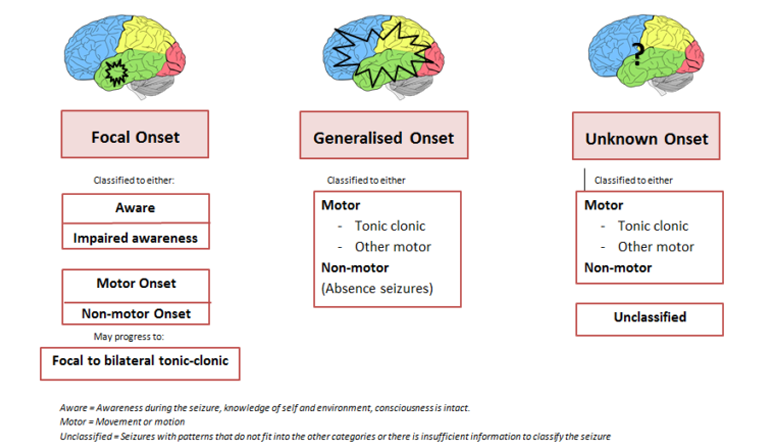 ?
Focal Onset
Generalised Onset
Unknown Onset
Classified to either:
Aware
Impaired awareness
Motor Onset
Non-motor Onset
May progress to:
Focal to bilateral tonic-clonic
Classified to either
Motor
- Tonic clonic
- Other motor
Non-motor
(Absence seizures)
Classified to either
Motor
- Tonic clonic
- Other motor
Non-motor
Unclassified
Aware = Awareness during the seizure, knowledge of self and environment, consciousness is intact.
Motor = Movement or motion
Unclassified = Seizures with patterns that do not fit into the other categories or there is insufficient information to classify the seizure